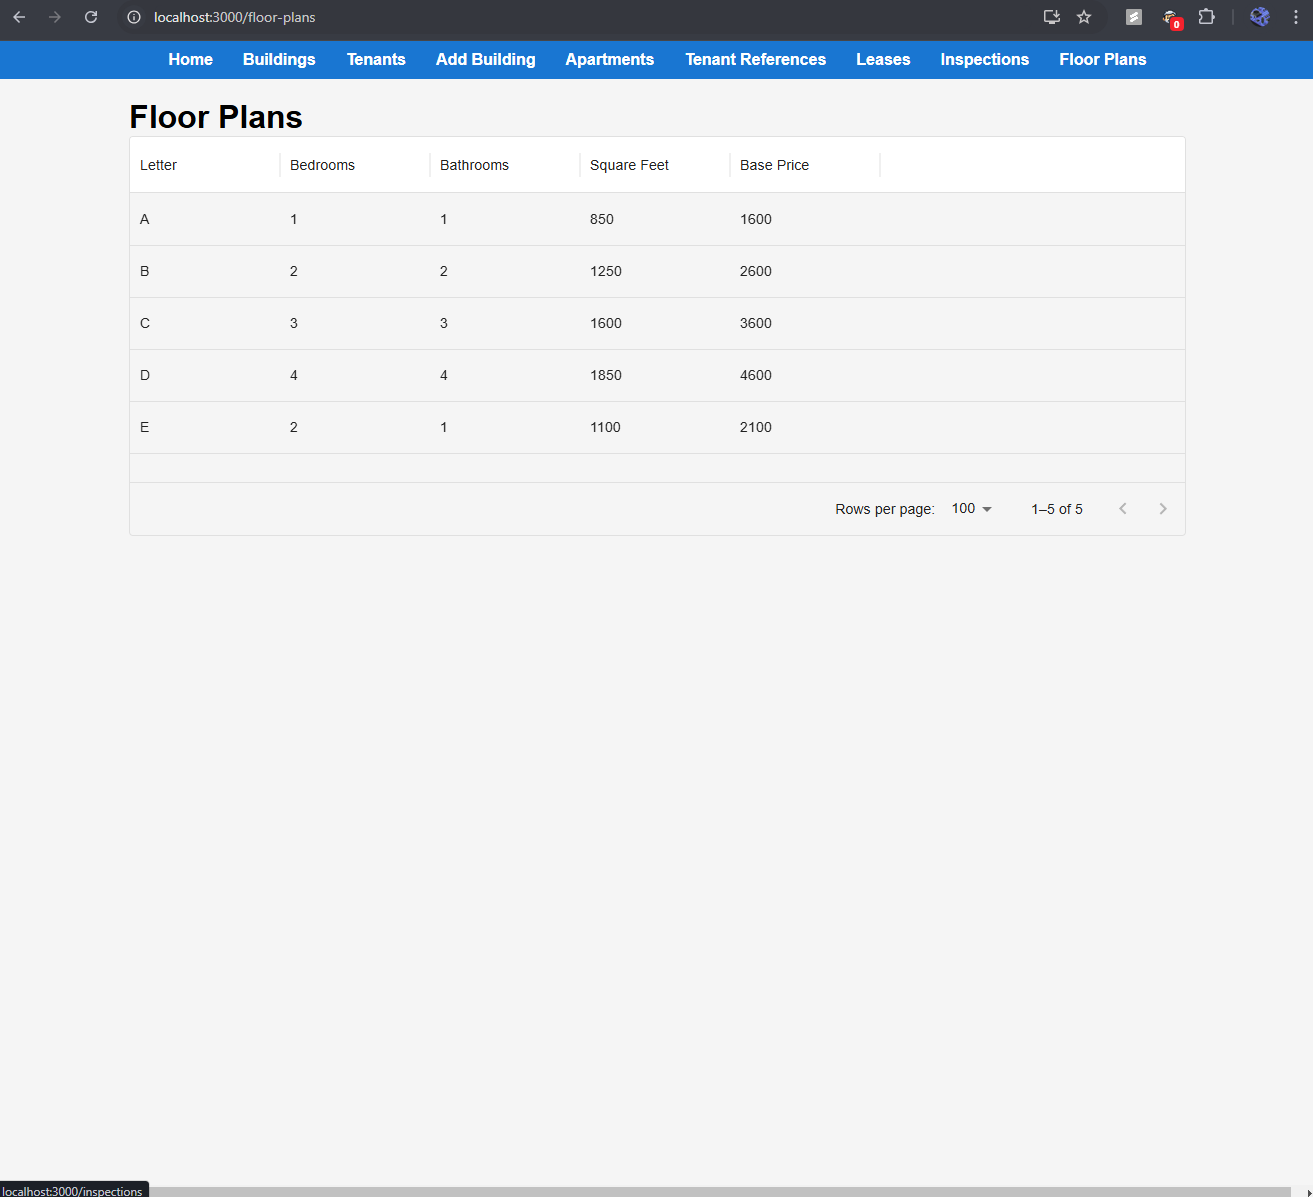 localhost:3000/floor-plans
0
Home Buildings Tenants Add Building Apartments Tenant References Leases Inspections Floor Plans
Floor Plans
Letter Bedrooms Bathrooms Square Feet Base Price
A 1 1 850 1600
B 2 2 1250 2600
C 3 3 1600 3600
D 4 4 1850 4600
E 2 1 1100 2100
Rows per page: 100 1–5 of 5
localhost:3000/inspections